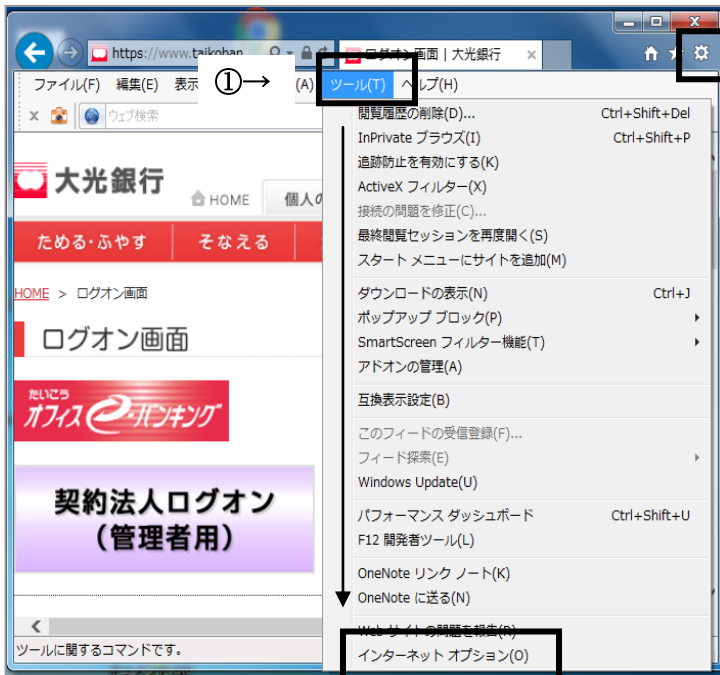 https://www.taikoban
ログオン画面 | 大光銀行
ファイル(F) 編集(E) 表示
①→
(A) ツール(T) ヘルプ(H)
ウェブ検索
大光銀行
HOME
個人の
ためる・ふやす
そなえる
HOME > ログオン画面
ログオン画面
たいこう
オフィスe-バンキング
契約法人ログオン
(管理者用)
ツールに関するコマンドです。
閲覧履歴の削除(D)... Ctrl+Shift+Del
InPrivate ブラウズ(I) Ctrl+Shift+P
追跡防止を有効にする(K)
ActiveX フィルター(X)
接続の問題を修正(C)...
最終閲覧セッションを再度開く(S)
スタート メニューにサイトを追加(M)
ダウンロードの表示(N) Ctrl+J
ポップアップ ブロック(P)
SmartScreen フィルター機能(T)
アドオンの管理(A)
互換表示設定(B)
このフィードの受信登録(F)...
フィード探索(E)
Windows Update(U)
パフォーマンス ダッシュボード Ctrl+Shift+U
F12 開発者ツール(L)
OneNote リンク ノート(K)
OneNote に送る(N)
Web サイトの問題を報告(R)
インターネット オプション(O)